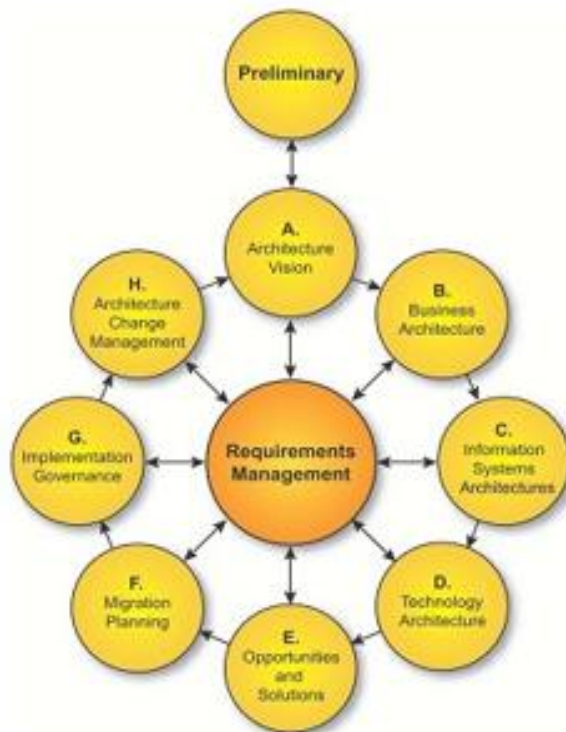 Preliminary
A.
Architecture
Vision
B.
Business
Architecture
C.
Information
Systems
Architectures
D.
Technology
Architecture
E.
Opportunities
and
Solutions
F.
Migration
Planning
G.
Implementation
Governance
H.
Architecture
Change
Management
Requirements
Management